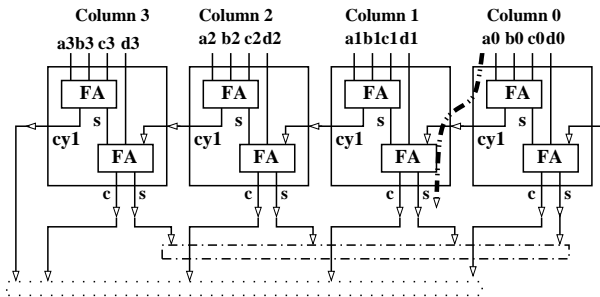 Column 3 Column 2 Column 1 Column 0
a3b3 c3 d3 a2 b2 c2d2 a1b1c1 d1 a0 b0 c0d0
FA FA FA FA
s s s s
cy1 cy1 cy1 cy1
FA FA FA FA
c s c s c s c s